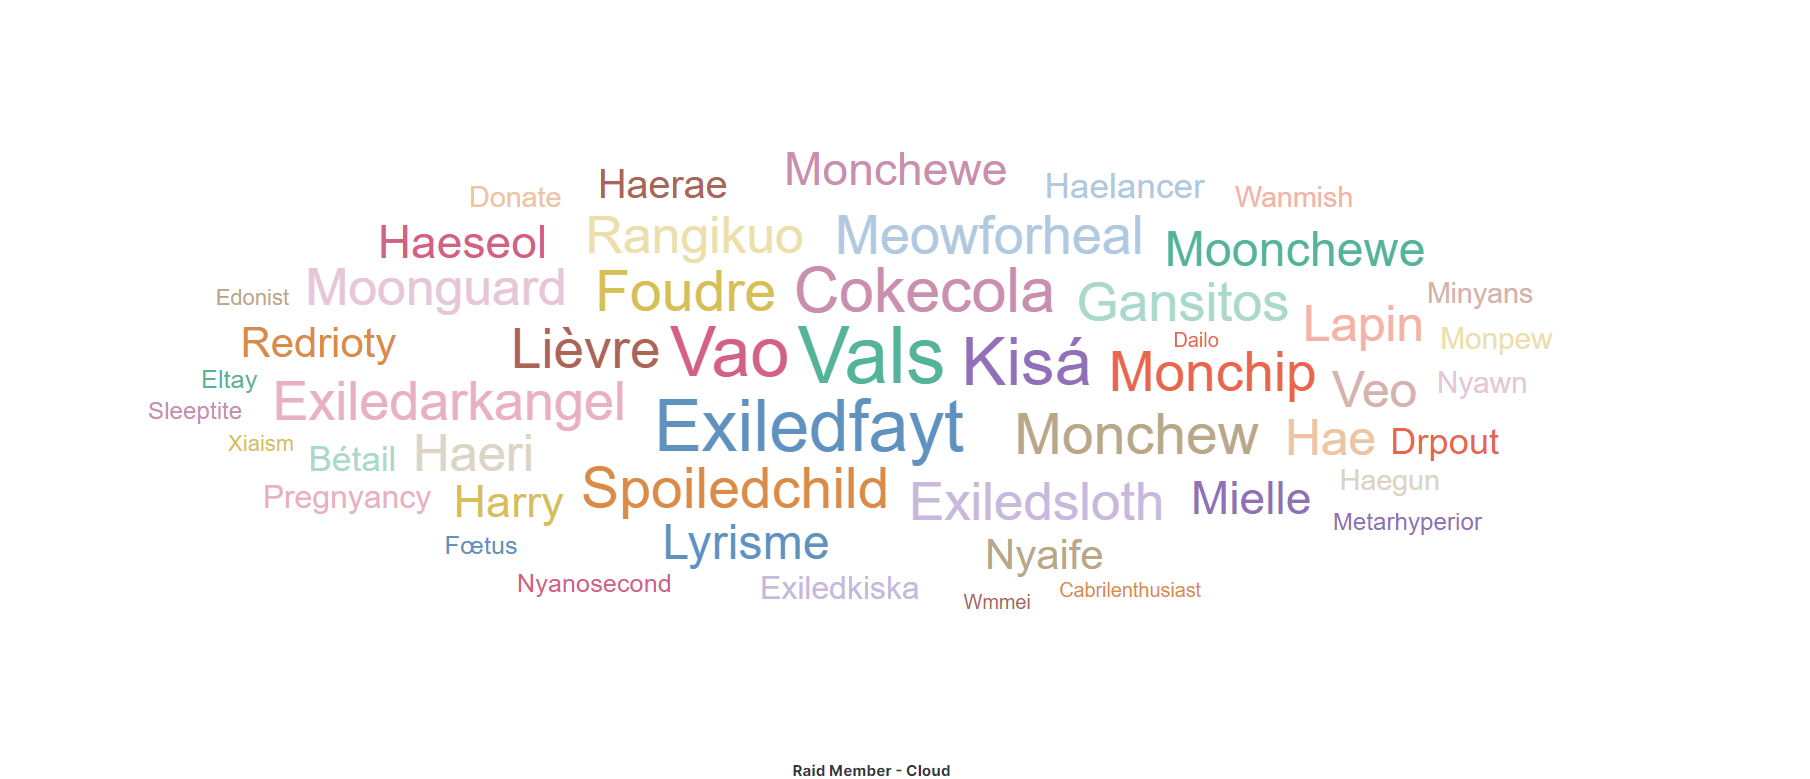 Monchewe
Donate Haerae Haelancer Wanmish
Haeseol Rangikuo Meowforheal Moonchewe
Edonist Moonguard Foudre Cokecola Gansitos Minyans
Redrioty Lièvre Vao Vals Kisá Dailo Lapin Monpew
Eltay Monchip Veo Nyawn
Sleeptite Exiledarkangel
Xiaism Bétail Haeri Exiledfayt Monchew Hae Drpout
Pregnyancy Harry Spoiledchild Exiledsloth Mielle Haegun
Metarhyperior
Fœtus Lyrisme Nyaife
Nyanosecond Exiledkiska Wmmei Cabrilenthusiast
Raid Member - Cloud